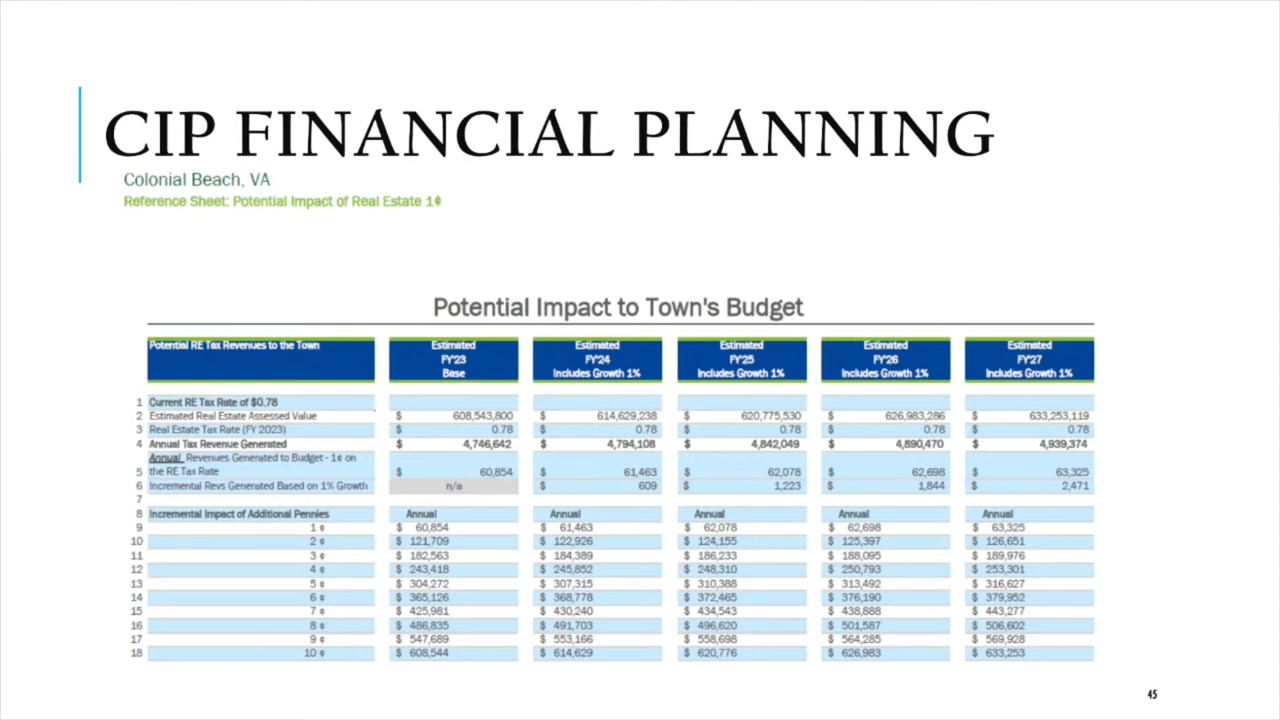 CIP FINANCIAL PLANNING
Colonial Beach, VA
Reference Sheet: Potential Impact of Real Estate 1¢
Potential Impact to Town's Budget
Potential RE Tax Revenues to the Town Estimated FY'23 Base Estimated FY'24 Includes Growth 1% Estimated FY'25 Includes Growth 1% Estimated FY'26 Includes Growth 1% Estimated FY'27 Includes Growth 1%
1 Current RE Tax Rate of $0.78
2 Estimated Real Estate Assessed Value $ 608,543,800 $ 614,629,238 $ 620,775,530 $ 626,983,286 $ 633,253,119
3 Real Estate Tax Rate (FY 2023) $ 0.78 $ 0.78 $ 0.78 $ 0.78 $ 0.78
4 Annual Tax Revenue Generated $ 4,746,642 $ 4,794,108 $ 4,842,049 $ 4,890,470 $ 4,939,374
Annual Revenues Generated to Budget - 1¢ on
5 the RE Tax Rate $ 60,854 $ 61,463 $ 62,078 $ 62,698 $ 63,325
6 Incremental Revs Generated Based on 1% Growth n/a $ 609 $ 1,223 $ 1,844 $ 2,471
7
8 Incremental Impact of Additional Pennies Annual Annual Annual Annual Annual
9 1 ¢ $ 60,854 $ 61,463 $ 62,078 $ 62,698 $ 63,325
10 2 ¢ $ 121,709 $ 122,926 $ 124,155 $ 125,397 $ 126,651
11 3 ¢ $ 182,563 $ 184,389 $ 186,233 $ 188,095 $ 189,976
12 4 ¢ $ 243,418 $ 245,852 $ 248,310 $ 250,793 $ 253,301
13 5 ¢ $ 304,272 $ 307,315 $ 310,388 $ 313,492 $ 316,627
14 6 ¢ $ 365,126 $ 368,778 $ 372,465 $ 376,190 $ 379,952
15 7 ¢ $ 425,981 $ 430,240 $ 434,543 $ 438,888 $ 443,277
16 8 ¢ $ 486,835 $ 491,703 $ 496,620 $ 501,587 $ 506,602
17 9 ¢ $ 547,689 $ 553,166 $ 558,698 $ 564,285 $ 569,928
18 10 ¢ $ 608,544 $ 614,629 $ 620,776 $ 626,983 $ 633,253
45